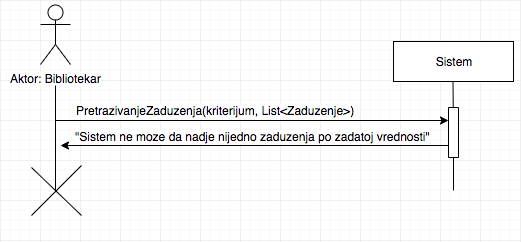 Aktor: Bibliotekar
Sistem
PretrazivanjeZaduzenja(kriterijum, List<Zaduzenje>)
"Sistem ne moze da nadje nijedno zaduzenja po zadatoj vrednosti"